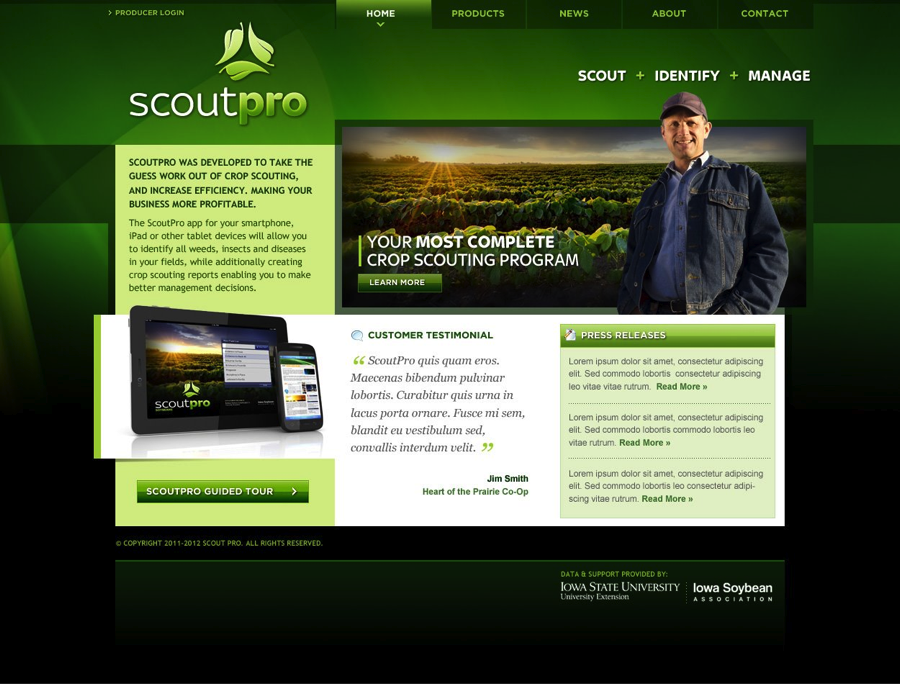 PRODUCER LOGIN
HOME
PRODUCTS
NEWS
ABOUT
CONTACT
scoutpro
SCOUT + IDENTIFY + MANAGE
SCOUTPRO WAS DEVELOPED TO TAKE THE
GUESS WORK OUT OF CROP SCOUTING,
AND INCREASE EFFICIENCY. MAKING YOUR
BUSINESS MORE PROFITABLE.
The ScoutPro app for your smartphone,
iPad or other tablet devices will allow you
to identify all weeds, insects and diseases
in your fields, while additionally creating
crop scouting reports enabling you to make
better management decisions.
YOUR MOST COMPLETE
CROP SCOUTING PROGRAM
LEARN MORE
scoutpro
SCOUTPRO GUIDED TOUR
CUSTOMER TESTIMONIAL
“ ScoutPro quis quam eros.
Maecenas bibendum pulvinar
lobortis. Curabitur quis urna in
lacus porta ornare. Fusce mi sem,
blandit eu vestibulum sed,
convallis interdum velit. ”
Jim Smith
Heart of the Prairie Co-Op
PRESS RELEASES
Lorem ipsum dolor sit amet, consectetur adipiscing
elit. Sed commodo lobortis consectetur adipiscing
leo vitae vitae rutrum. Read More »
Lorem ipsum dolor sit amet, consectetur adipiscing
elit. Sed commodo lobortis commodo lobortis leo
vitae rutrum. Read More »
Lorem ipsum dolor sit amet, consectetur adipiscing
elit. Sed commodo lobortis leo consectetur adipi-
scing vitae rutrum. Read More »
© COPYRIGHT 2011-2012 SCOUT PRO. ALL RIGHTS RESERVED.
DATA & SUPPORT PROVIDED BY:
IOWA STATE UNIVERSITY
University Extension
Iowa Soybean
ASSOCIATION